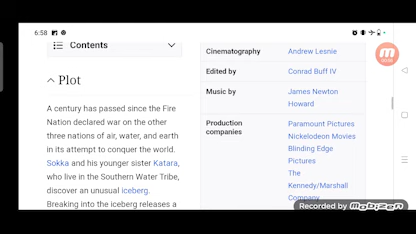 6:58
Contents
Plot
A century has passed since the Fire
Nation declared war on the other
three nations of air, water, and earth
in its attempt to conquer the world.
Sokka and his younger sister Katara,
who live in the Southern Water Tribe,
discover an unusual iceberg.
Breaking into the iceberg releases a
Cinematography Andrew Lesnie
Edited by Conrad Buff IV
Music by James Newton
Howard
Production Paramount Pictures
companies Nickelodeon Movies
Blinding Edge
Pictures
The
Kennedy/Marshall
Company
Recorded by MOBIZEN